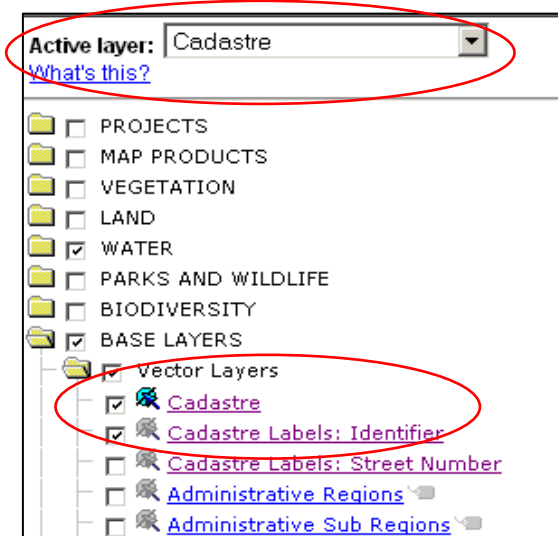 Active layer: Cadastre
What's this?
PROJECTS
MAP PRODUCTS
VEGETATION
LAND
WATER
PARKS AND WILDLIFE
BIODIVERSITY
BASE LAYERS
Vector Layers
Cadastre
Cadastre Labels: Identifier
Cadastre Labels: Street Number
Administrative Regions
Administrative Sub Regions